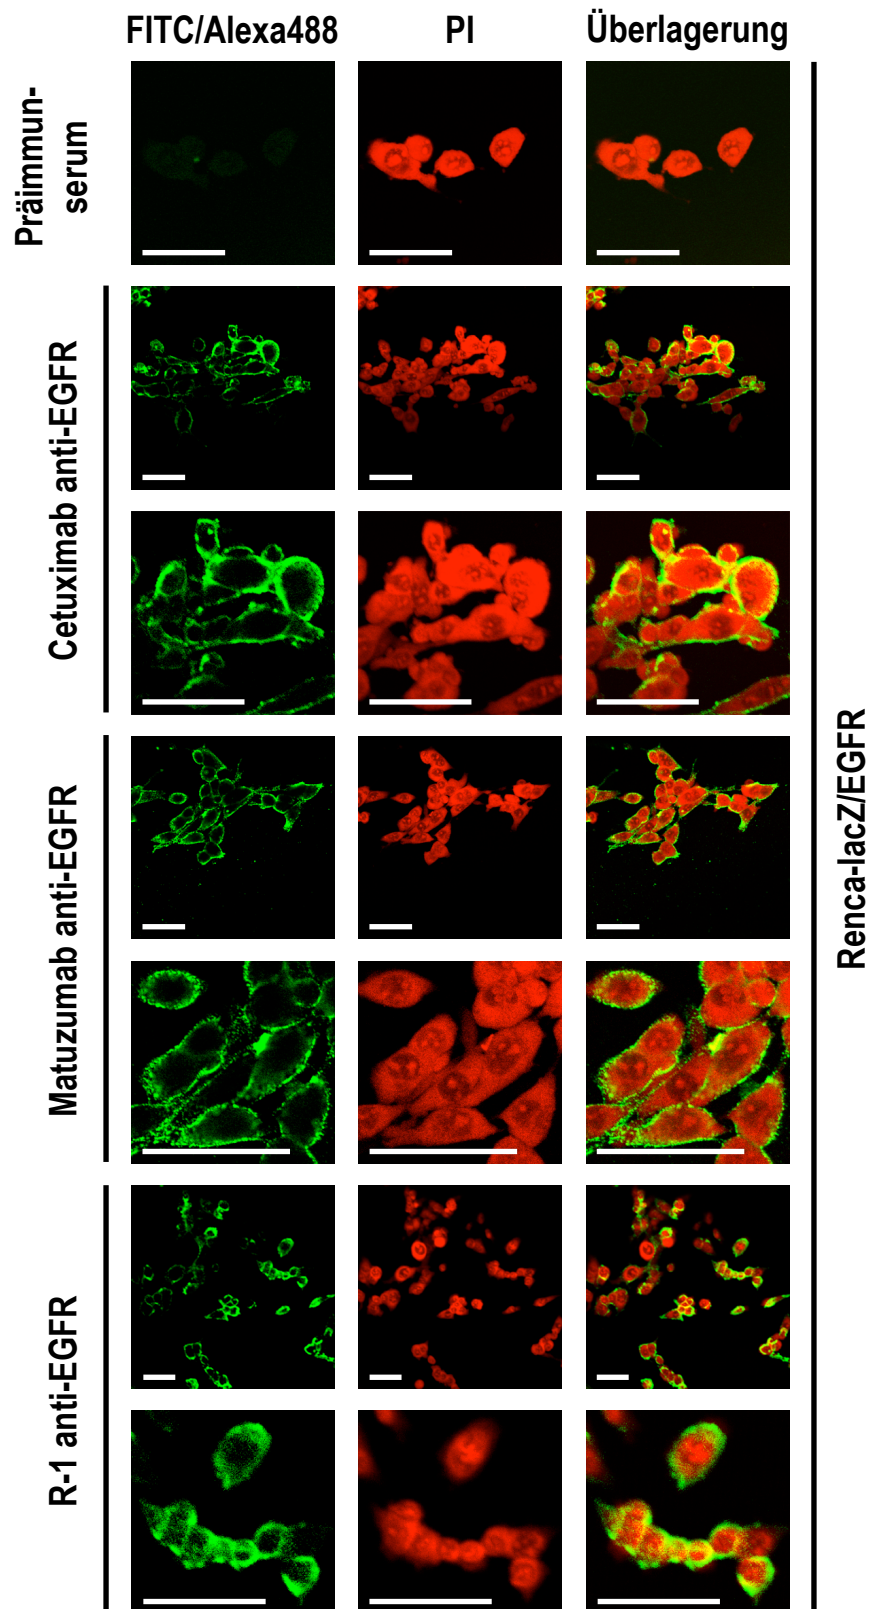 FITC/Alexa488
PI
Überlagerung
Präimmun-
serum
Cetuximab anti-EGFR
Matuzumab anti-EGFR
R-1 anti-EGFR
Renca-lacZ/EGFR